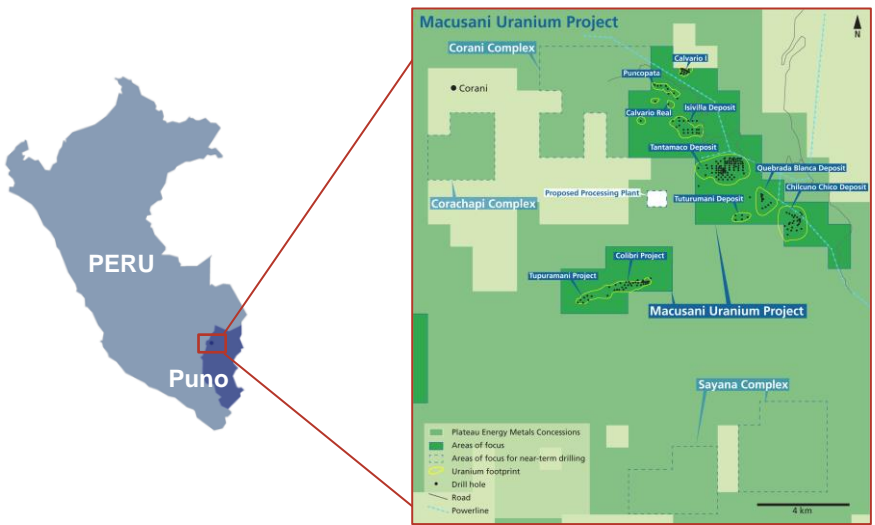 Macusani Uranium Project
N
Corani Complex
Calvario I
Puncopata
Corani
Calvario Real
Isivilla Deposit
Tantamaco Deposit
Quebrada Blanca Deposit
Chilcuno Chico Deposit
Proposed Processing Plant
Tuturumani Deposit
Corachapi Complex
PERU
Colibri Project
Tupuramani Project
Macusani Uranium Project
Puno
Sayana Complex
Plateau Energy Metals Concessions
Areas of focus
Areas of focus for near-term drilling
Uranium footprint
Drill hole
Road
Powerline
4 km